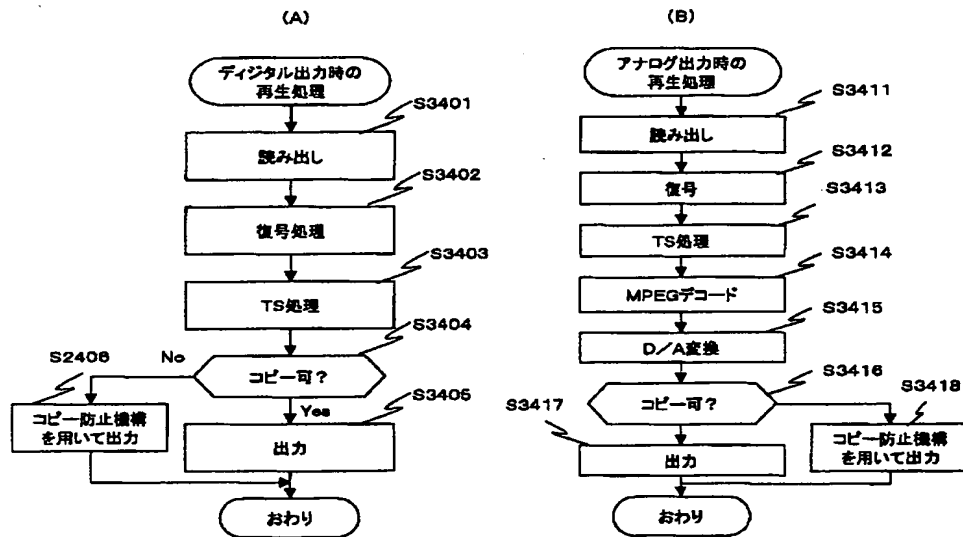 (A)
ディジタル出力時の
再生処理
S3401
読み出し
S3402
復号処理
S3403
TS処理
S3404
コピー可?
No
S2406
コピー防止機構
を用いて出力
Yes
S3405
出力
おわり
(B)
アナログ出力時の
再生処理
S3411
読み出し
S3412
復号
S3413
TS処理
S3414
MPEGデコード
S3415
D/A変換
S3416
コピー可?
S3417
出力
S3418
コピー防止機構
を用いて出力
おわり